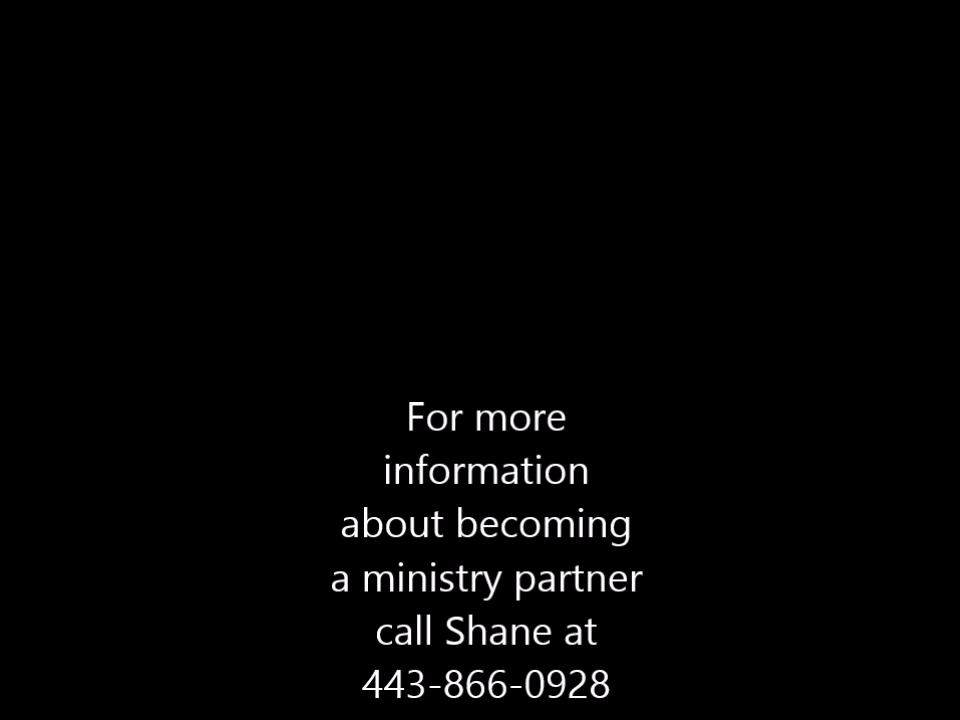 For more
information
about becoming
a ministry partner
call Shane at
443-866-0928